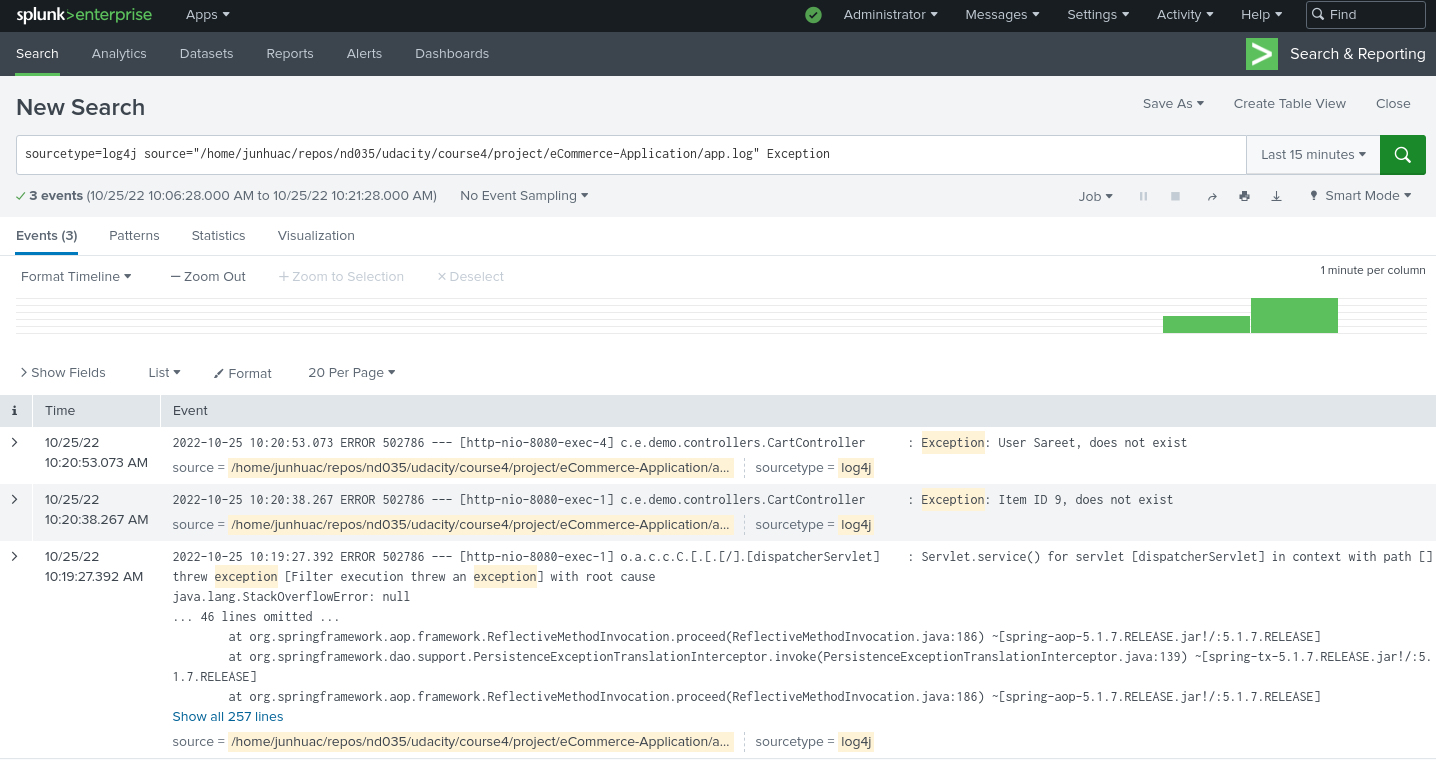 splunk>enterprise Apps Administrator Messages Settings Activity Help Find
Search Analytics Datasets Reports Alerts Dashboards Search & Reporting
New Search Save As Create Table View Close
sourcetype=log4j source="/home/junhuac/repos/nd035/udacity/course4/project/eCommerce-Application/app.log" Exception Last 15 minutes
3 events (10/25/22 10:06:28.000 AM to 10/25/22 10:21:28.000 AM) No Event Sampling Job Smart Mode
Events (3) Patterns Statistics Visualization
Format Timeline — Zoom Out + Zoom to Selection × Deselect 1 minute per column
> Show Fields List Format 20 Per Page
i Time Event
> 10/25/22 2022-10-25 10:20:53.073 ERROR 502786 --- [http-nio-8080-exec-4] c.e.demo.controllers.CartController : Exception: User Sareet, does not exist
10:20:53.073 AM source = /home/junhuac/repos/nd035/udacity/course4/project/eCommerce-Application/a... sourcetype = log4j
> 10/25/22 2022-10-25 10:20:38.267 ERROR 502786 --- [http-nio-8080-exec-1] c.e.demo.controllers.CartController : Exception: Item ID 9, does not exist
10:20:38.267 AM source = /home/junhuac/repos/nd035/udacity/course4/project/eCommerce-Application/a... sourcetype = log4j
> 10/25/22 2022-10-25 10:19:27.392 ERROR 502786 --- [http-nio-8080-exec-1] o.a.c.c.C.[.[.[/].[dispatcherServlet] : Servlet.service() for servlet [dispatcherServlet] in context with path []
10:19:27.392 AM threw exception [Filter execution threw an exception] with root cause
java.lang.StackOverflowError: null
... 46 lines omitted ...
at org.springframework.aop.framework.ReflectiveMethodInvocation.proceed(ReflectiveMethodInvocation.java:186) ~[spring-aop-5.1.7.RELEASE.jar!/:5.1.7.RELEASE]
at org.springframework.dao.support.PersistenceExceptionTranslationInterceptor.invoke(PersistenceExceptionTranslationInterceptor.java:139) ~[spring-tx-5.1.7.RELEASE.jar!/:5.
1.7.RELEASE]
at org.springframework.aop.framework.ReflectiveMethodInvocation.proceed(ReflectiveMethodInvocation.java:186) ~[spring-aop-5.1.7.RELEASE.jar!/:5.1.7.RELEASE]
Show all 257 lines
source = /home/junhuac/repos/nd035/udacity/course4/project/eCommerce-Application/a... sourcetype = log4j